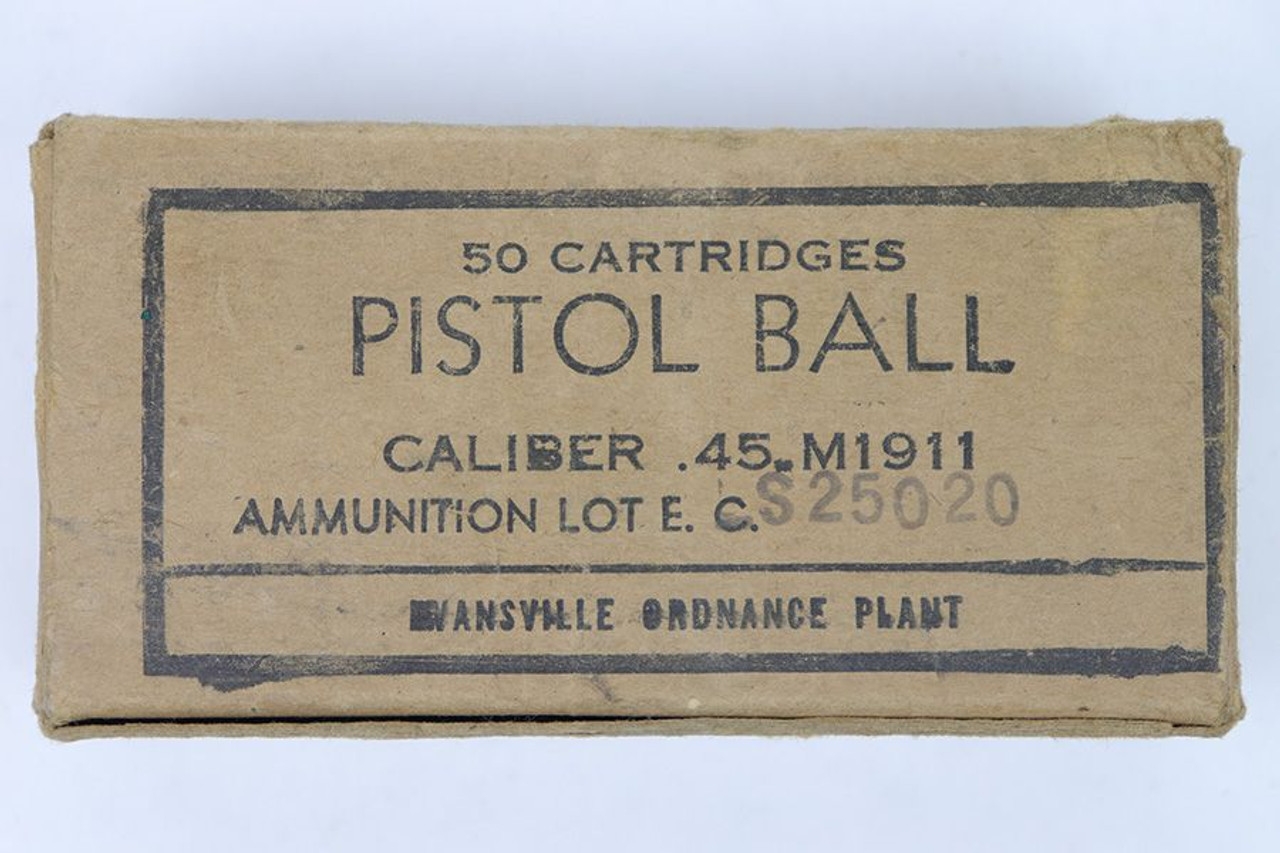 50 CARTRIDGES
PISTOL BALL
CALIBER .45. M1911
AMMUNITION LOT E. C. S25020
EVANSVILLE ORDNANCE PLANT